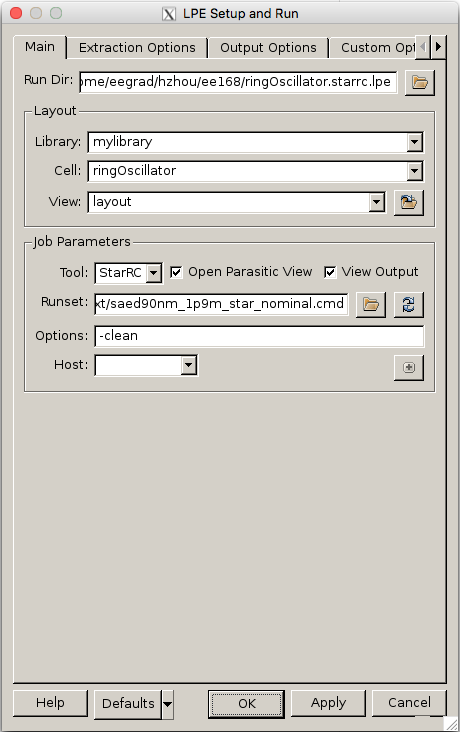 LPE Setup and Run
Main Extraction Options Output Options Custom Opt
Run Dir: ome/eegrad/hzhou/ee168/ringOscillator.starrc.lpe
Layout
Library: mylibrary
Cell: ringOscillator
View: layout
Job Parameters
Tool: StarRC Open Parasitic View View Output
Runset: xt/saed90nm_1p9m_star_nominal.cmd
Options: -clean
Host:
Help Defaults OK Apply Cancel